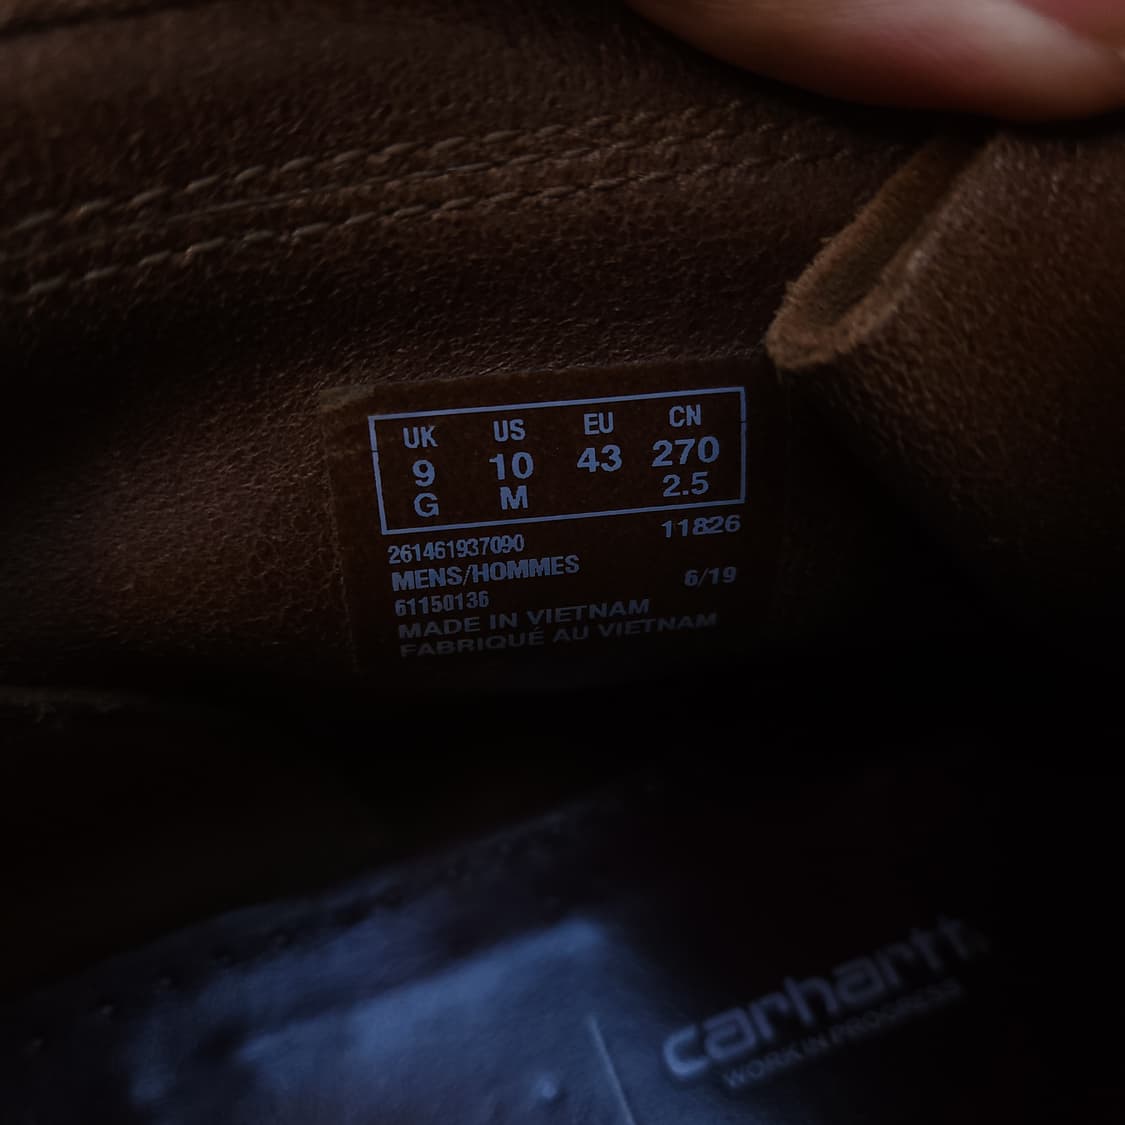 UK US EU CN
9 10 43 270
G M 2.5
261461937090 11826
MENS/HOMMES 6/19
61150136
MADE IN VIETNAM
FABRIQUÉ AU VIETNAM
carhartt
WORK IN PROGRESS